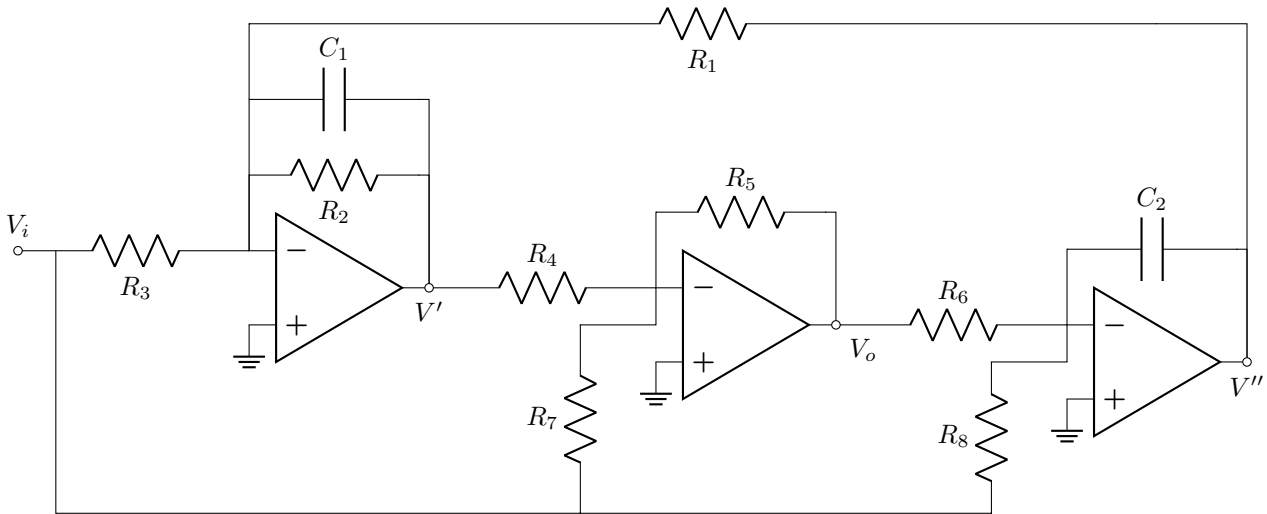 R₁
C₁
R₂
Vᵢ
R₃
−
+
V′
R₄
R₅
−
+
Vₒ
R₇
R₆
C₂
−
+
V″
R₈